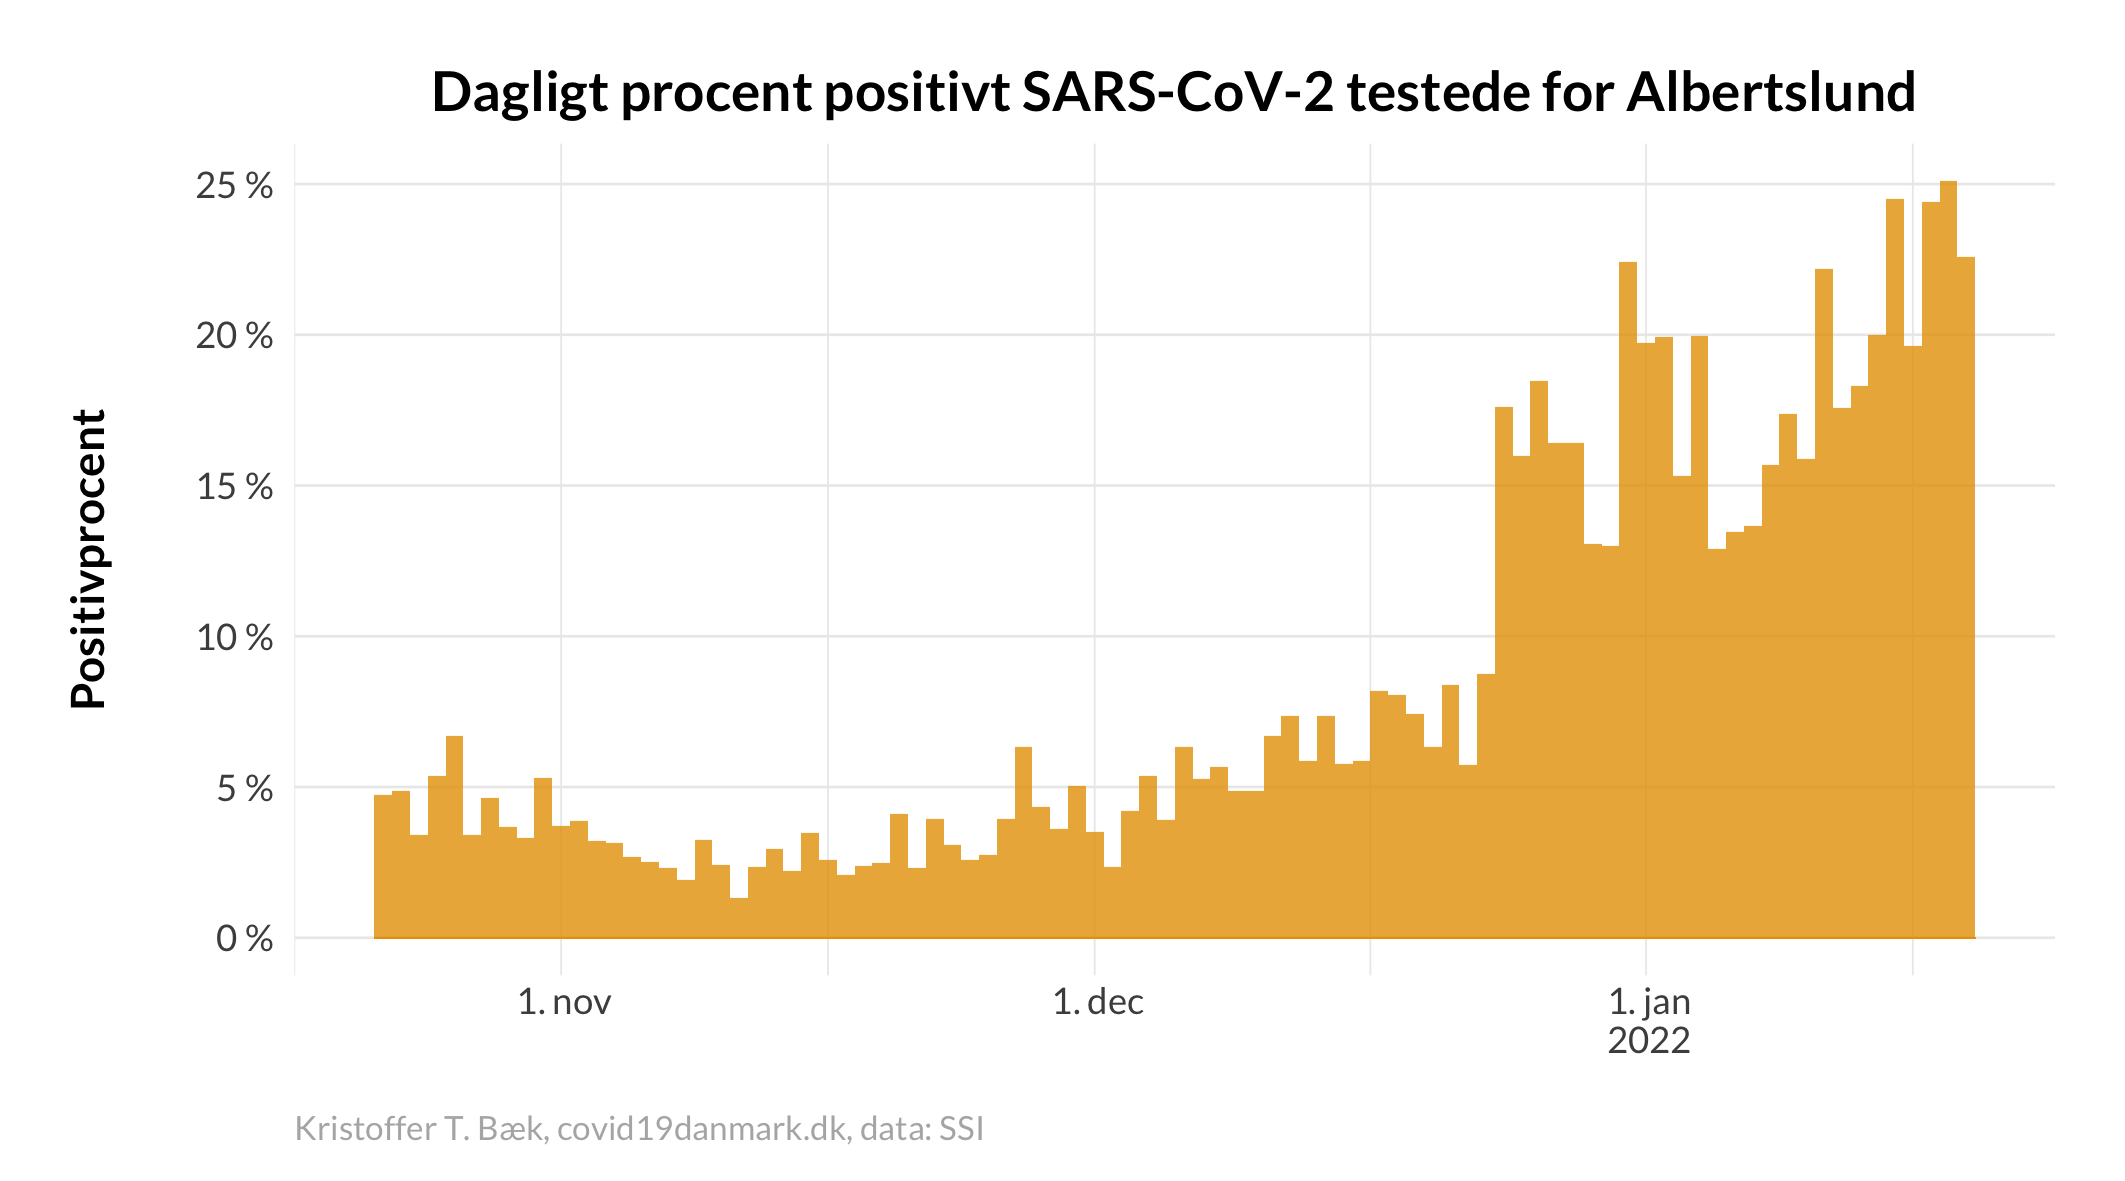 Dagligt procent positivt SARS-CoV-2 testede for Albertslund
Positivprocent
25 %
20 %
15 %
10 %
5 %
0 %
1. nov
1. dec
1. jan
2022
Kristoffer T. Bæk, covid19danmark.dk, data: SSI